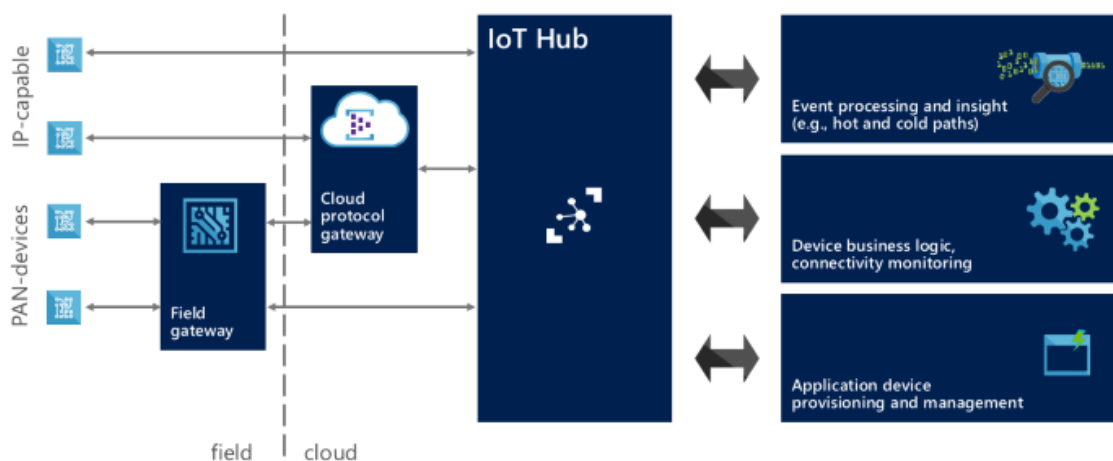 IP-capable
PAN-devices
Field
gateway
Cloud
protocol
gateway
IoT Hub
Event processing and insight
(e.g., hot and cold paths)
Device business logic,
connectivity monitoring
Application device
provisioning and management
field
cloud